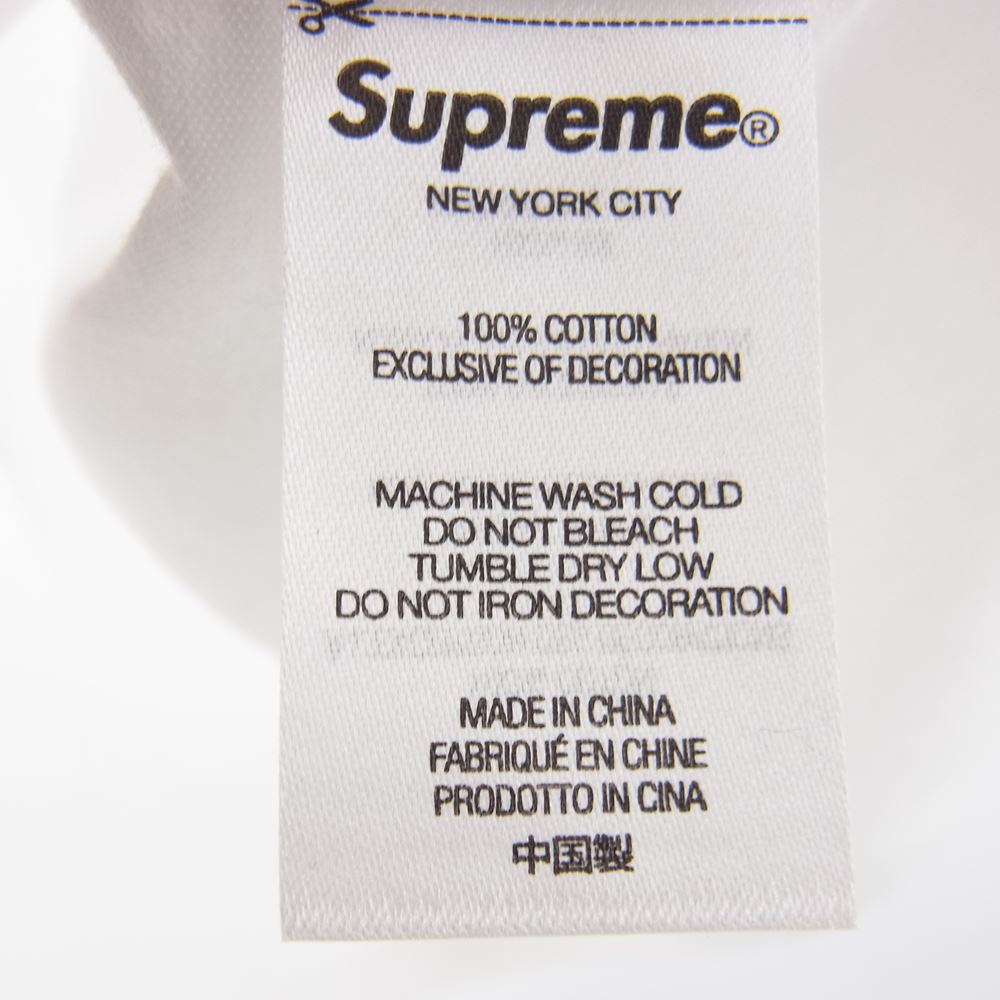 Supreme®
NEW YORK CITY
100% COTTON
EXCLUSIVE OF DECORATION
MACHINE WASH COLD
DO NOT BLEACH
TUMBLE DRY LOW
DO NOT IRON DECORATION
MADE IN CHINA
FABRIQUÉ EN CHINE
PRODOTTO IN CINA
中国製